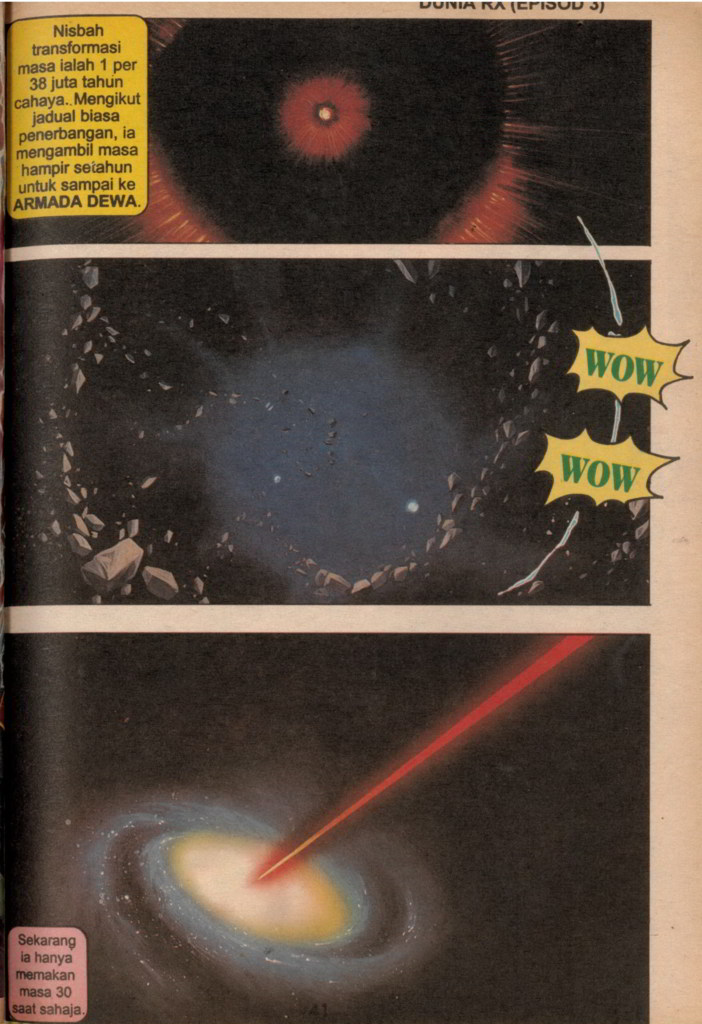 DUNIA RX (EPISOD 3)
Nisbah
transformasi
masa ialah 1 per
38 juta tahun
cahaya. Mengikut
jadual biasa
penerbangan, ia
mengambil masa
hampir setahun
untuk sampai ke
ARMADA DEWA.
WOW
WOW
Sekarang
ia hanya
memakan
masa 30
saat sahaja.
41